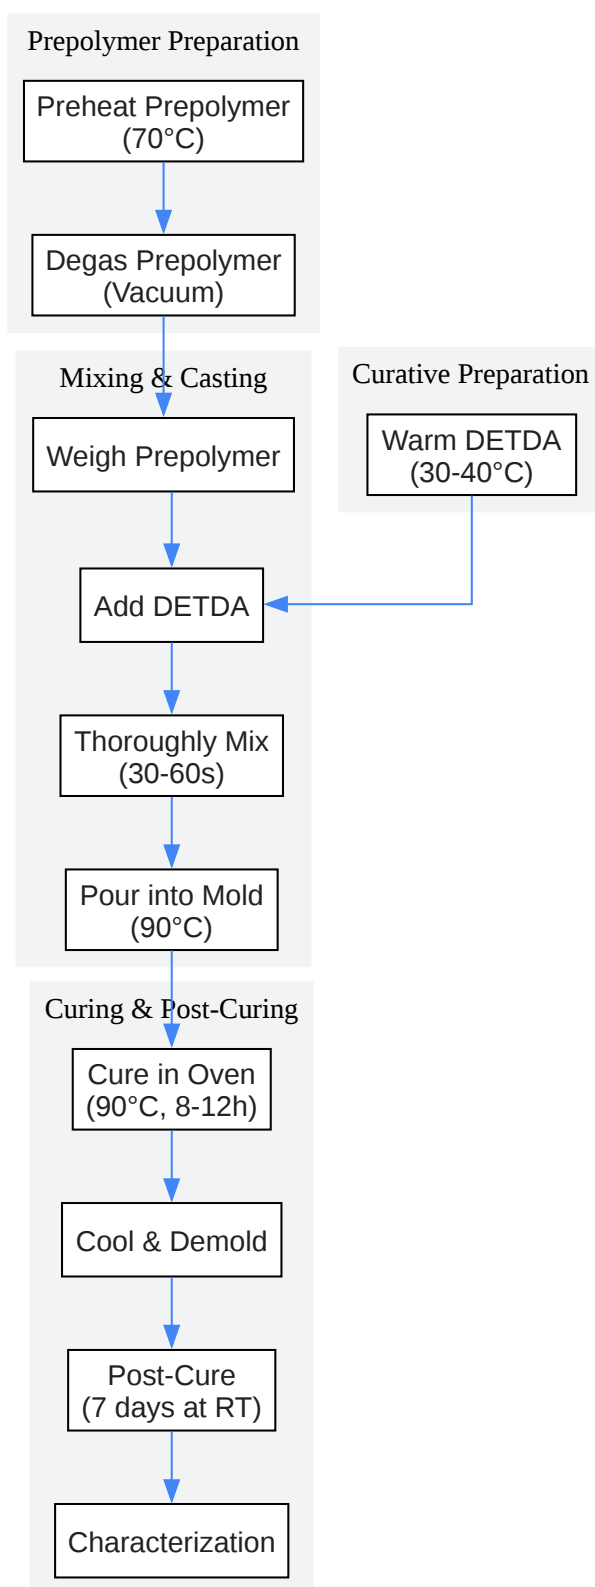 Prepolymer Preparation
Preheat Prepolymer
(70°C)
Degas Prepolymer
(Vacuum)
Mixing & Casting
Weigh Prepolymer
Curative Preparation
Warm DETDA
(30-40°C)
Add DETDA
Thoroughly Mix
(30-60s)
Pour into Mold
(90°C)
Curing & Post-Curing
Cure in Oven
(90°C, 8-12h)
Cool & Demold
Post-Cure
(7 days at RT)
Characterization